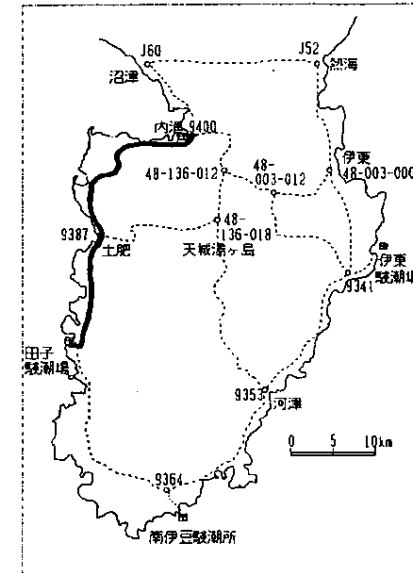 J60
沼津
J52
熱海
内浦 9400
48-136-012
48-003-012
伊東
48-003-000
9387
土肥
48-136-018
天城湯ヶ島
伊東験潮場
9341
田子験潮場
9353
河津
0 5 10km
9364
南伊豆験潮所